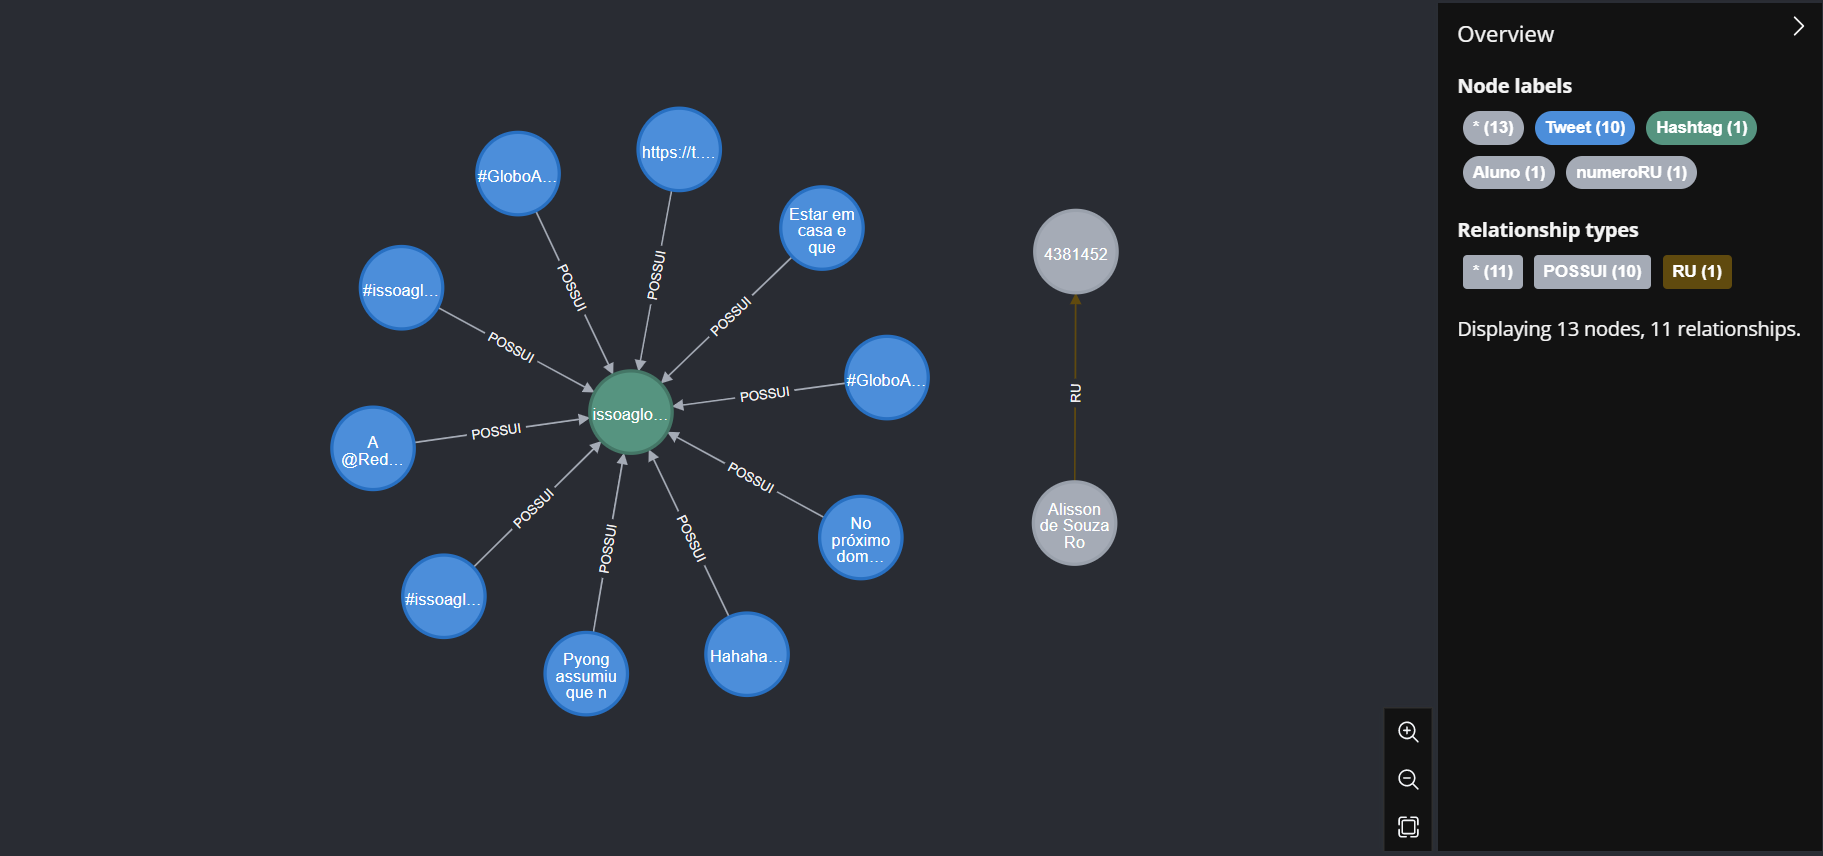 https://t....
#GloboA...
Estar em
casa e
que
#issoagl...
#GloboA...
issoaglo...
A
@Red...
No
próximo
dom...
#issoagl...
Pyong
assumiu
que n
Hahaha...
POSSUI
POSSUI
POSSUI
POSSUI
POSSUI
POSSUI
POSSUI
POSSUI
POSSUI
POSSUI
4381452
RU
Alisson
de Souza
Ro
Overview
Node labels
* (13) Tweet (10) Hashtag (1)
Aluno (1) numeroRU (1)
Relationship types
* (11) POSSUI (10) RU (1)
Displaying 13 nodes, 11 relationships.